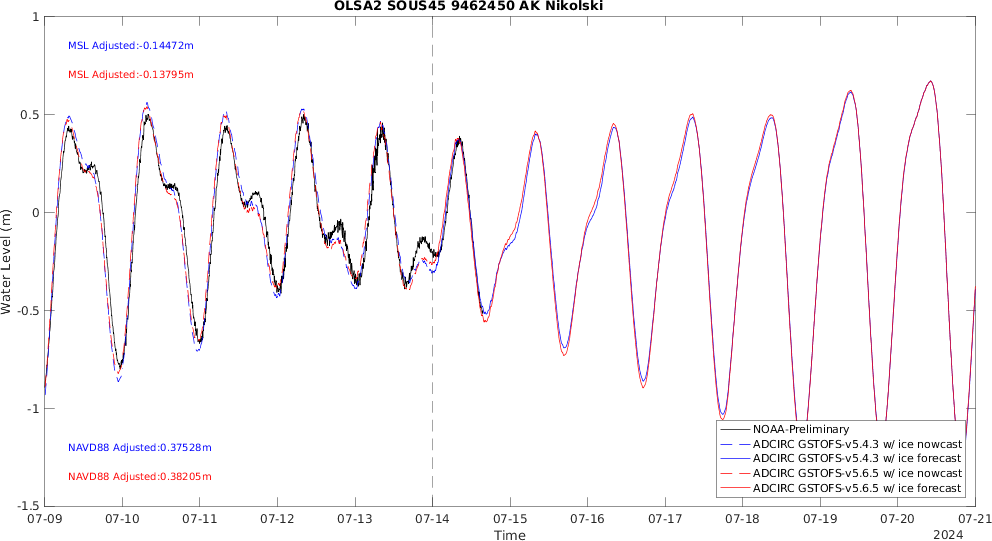 OLSA2 SOUS45 9462450 AK Nikolski
MSL Adjusted:-0.14472m
MSL Adjusted:-0.13795m
NAVD88 Adjusted:0.37528m
NAVD88 Adjusted:0.38205m
Water Level (m)
1
0.5
0
-0.5
-1
-1.5
NOAA-Preliminary
ADCIRC GSTOFS-v5.4.3 w/ ice nowcast
ADCIRC GSTOFS-v5.4.3 w/ ice forecast
ADCIRC GSTOFS-v5.6.5 w/ ice nowcast
ADCIRC GSTOFS-v5.6.5 w/ ice forecast
07-09 07-10 07-11 07-12 07-13 07-14 07-15 07-16 07-17 07-18 07-19 07-20 07-21
Time
2024